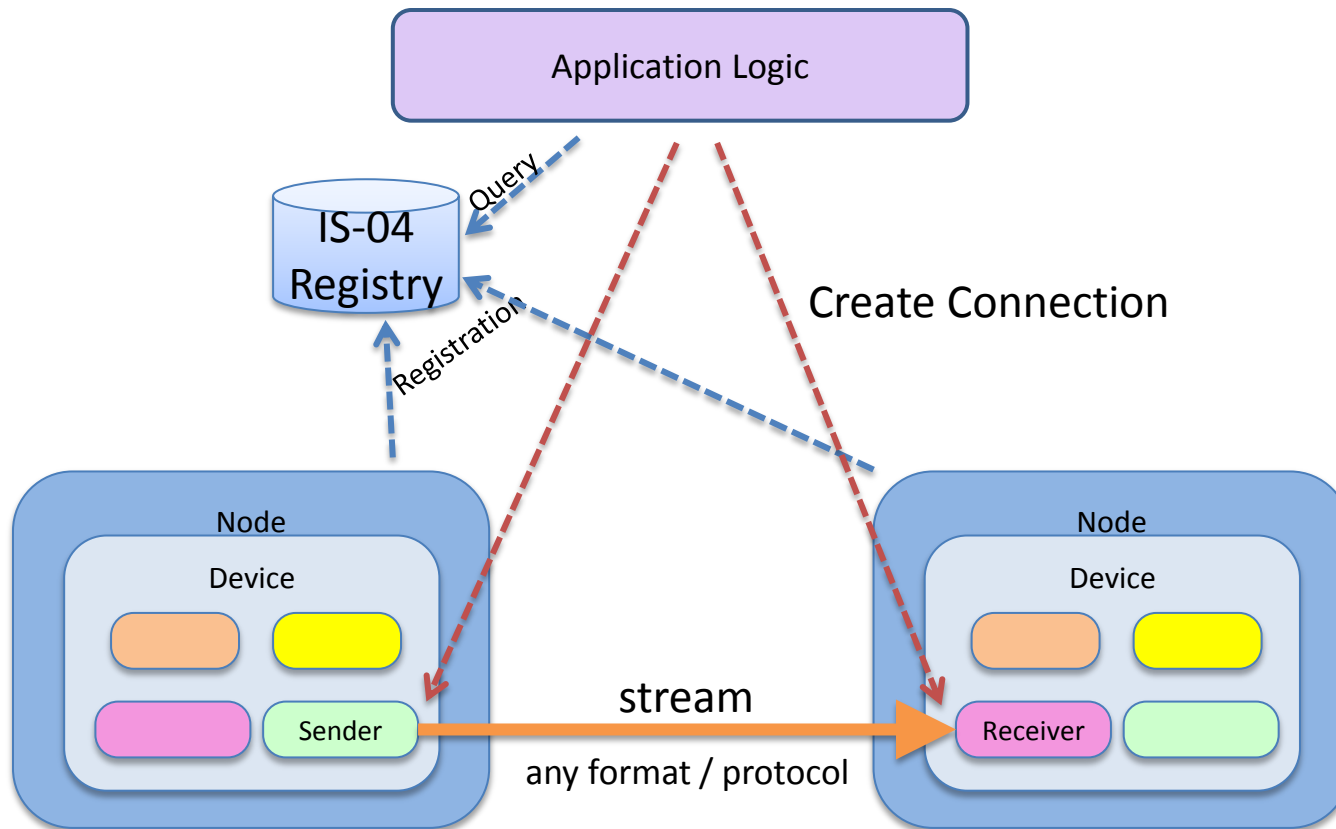 Application Logic
Query
IS-04
Registry
Registration
Create Connection
Node
Device
Sender
stream
any format / protocol
Node
Device
Receiver